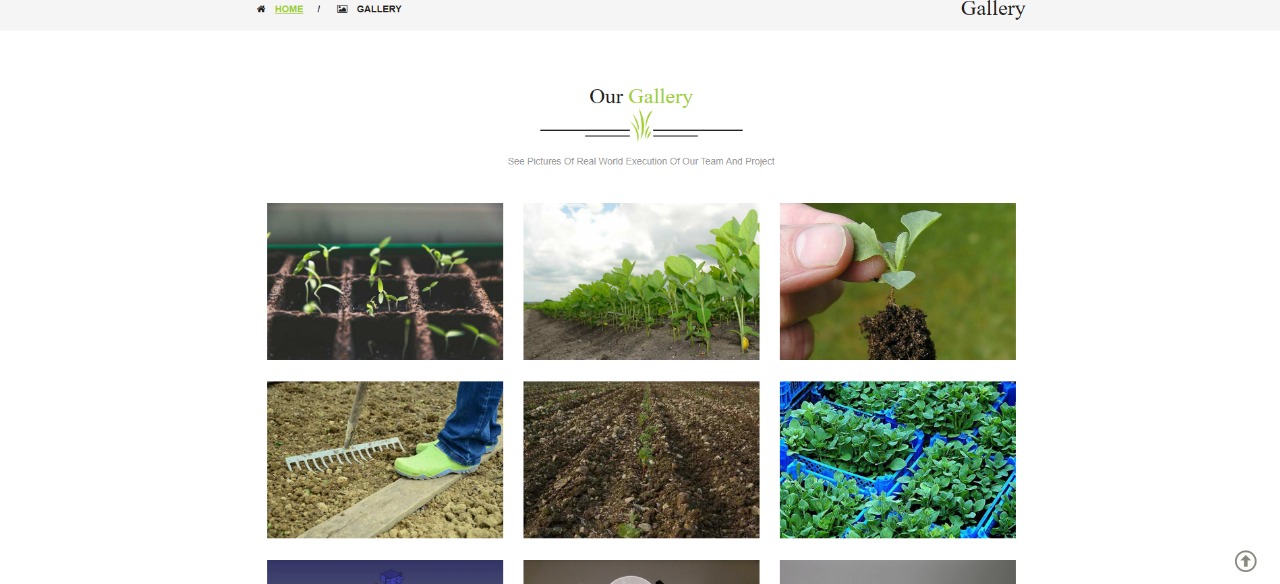 HOME / GALLERY
Gallery
Our Gallery
See Pictures Of Real World Execution Of Our Team And Project